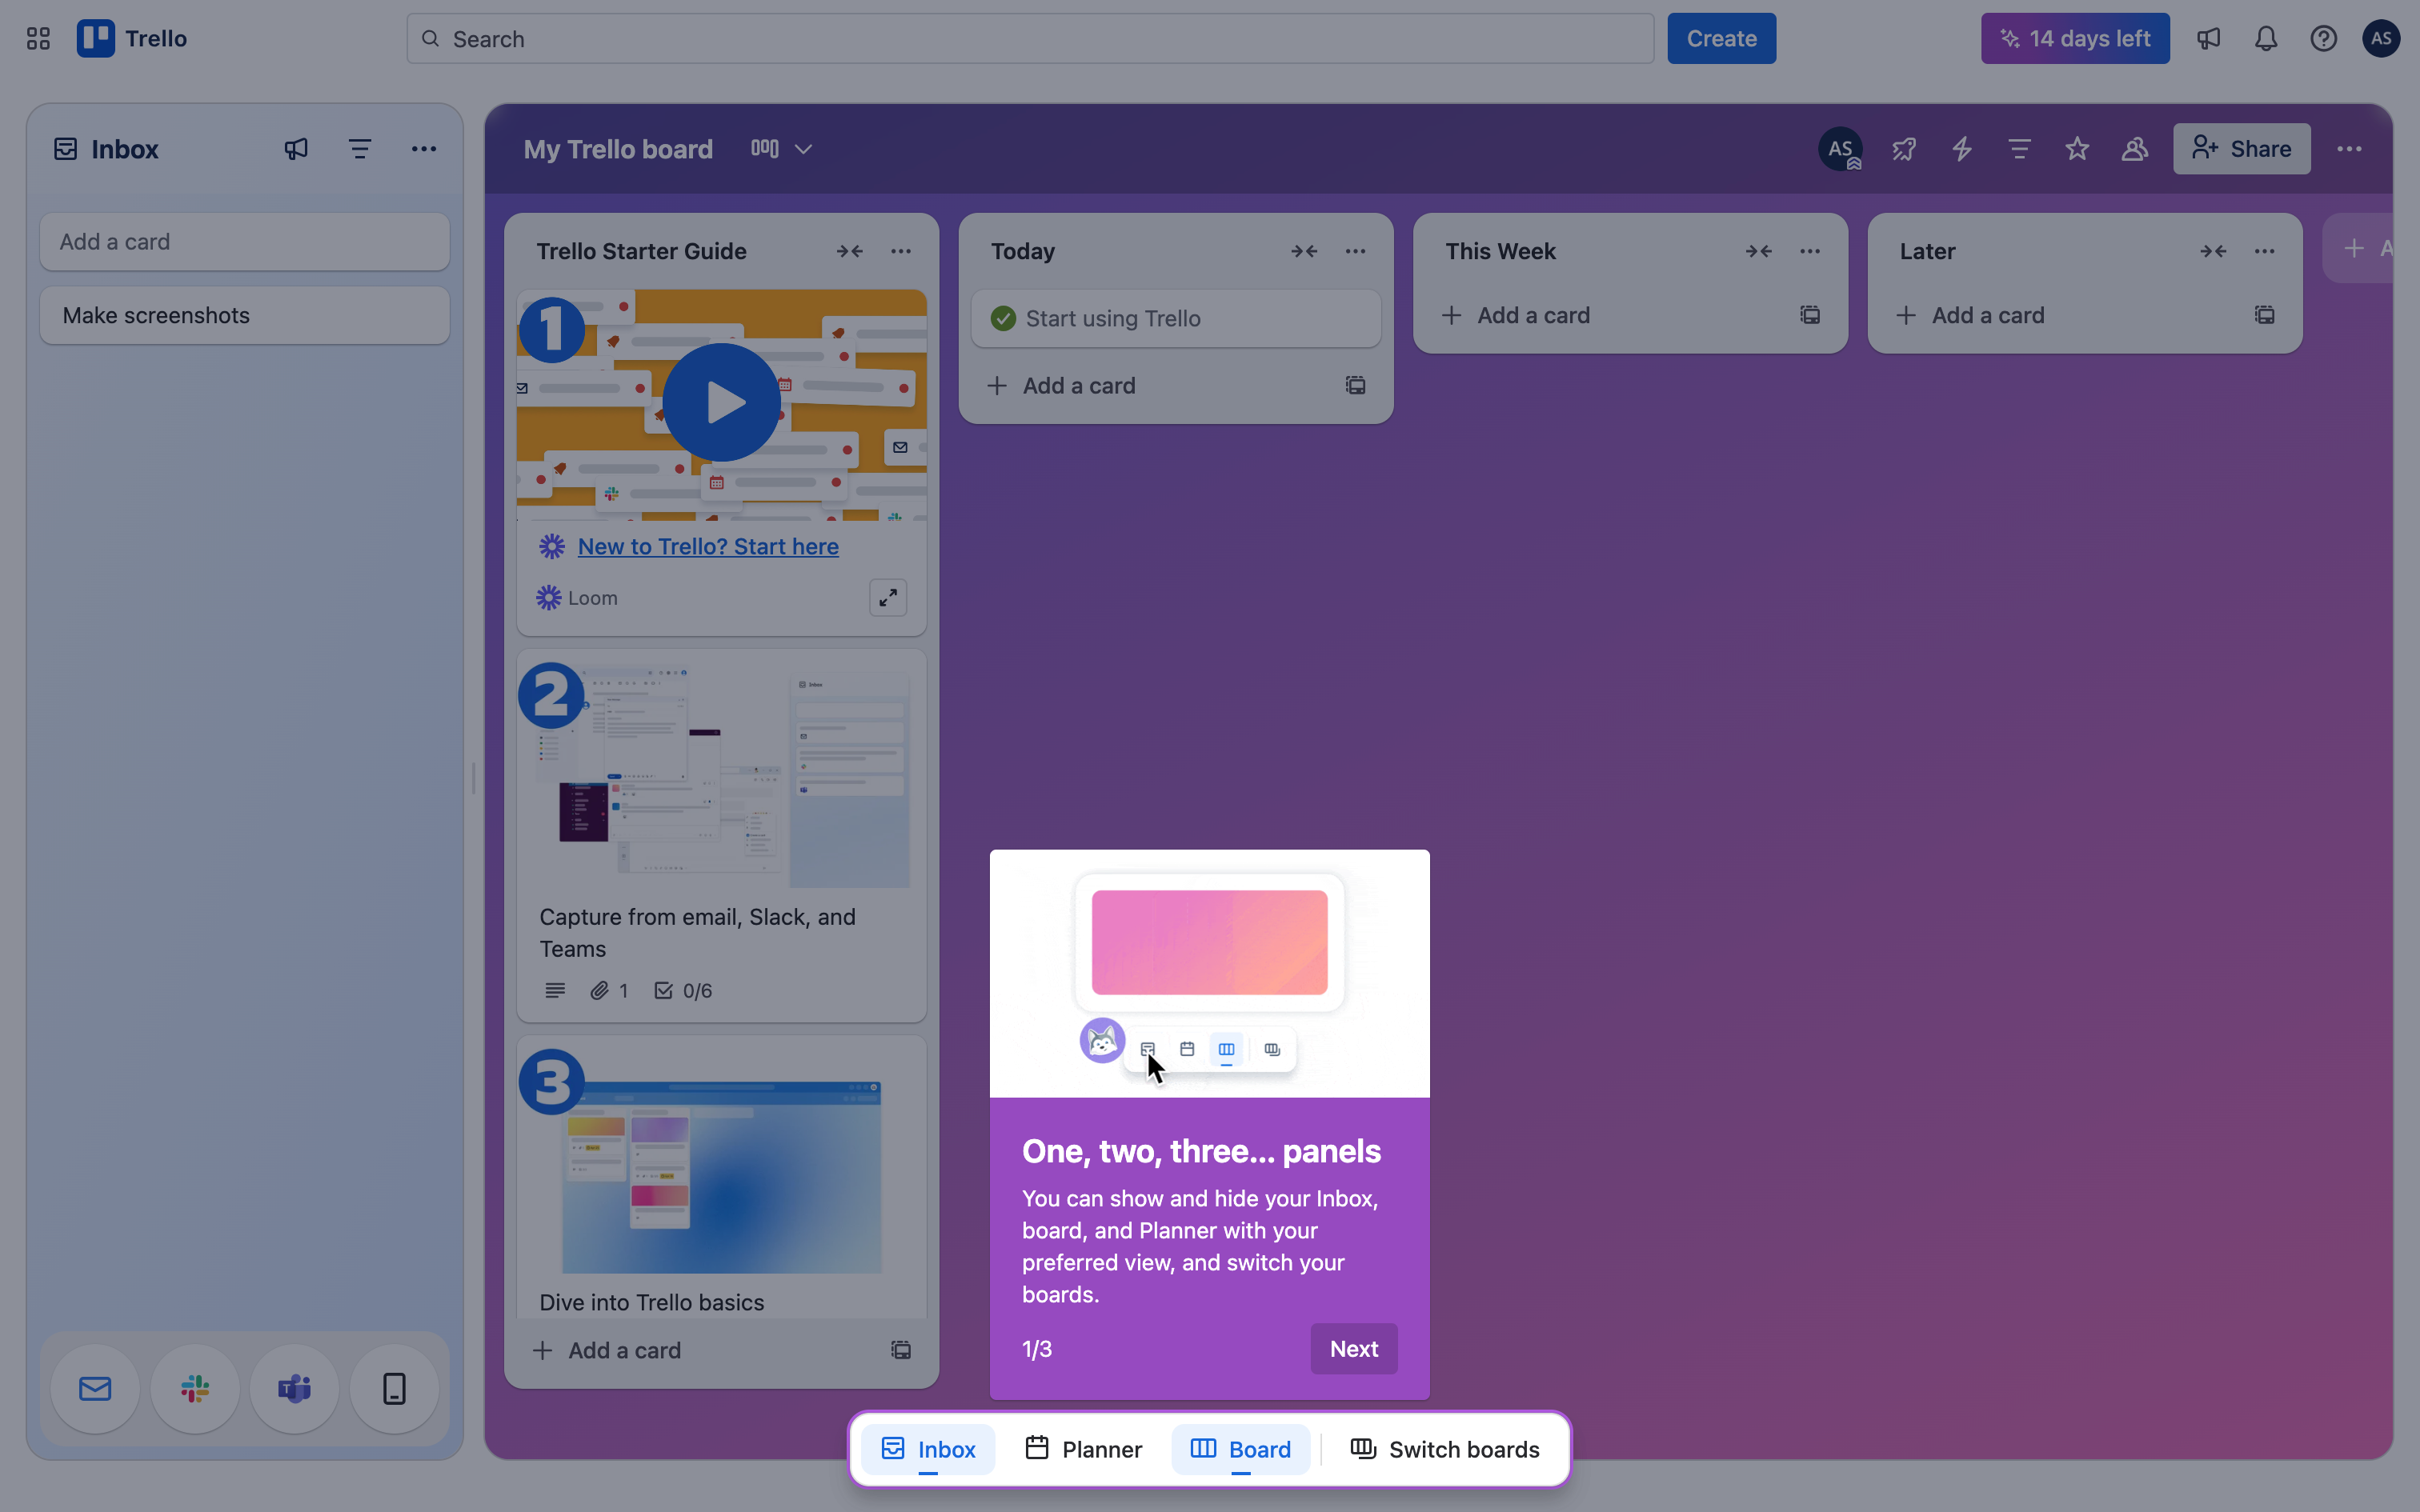 Trello
Search
Create
14 days left
AS
Inbox
Add a card
Make screenshots
My Trello board
AS
Share
Trello Starter Guide
1
New to Trello? Start here
Loom
2
Inbox
Capture from email, Slack, and
Teams
1
0/6
3
Dive into Trello basics
Add a card
Today
Start using Trello
Add a card
This Week
Add a card
Later
Add a card
A
One, two, three... panels
You can show and hide your Inbox,
board, and Planner with your
preferred view, and switch your
boards.
1/3
Next
Inbox
Planner
Board
Switch boards